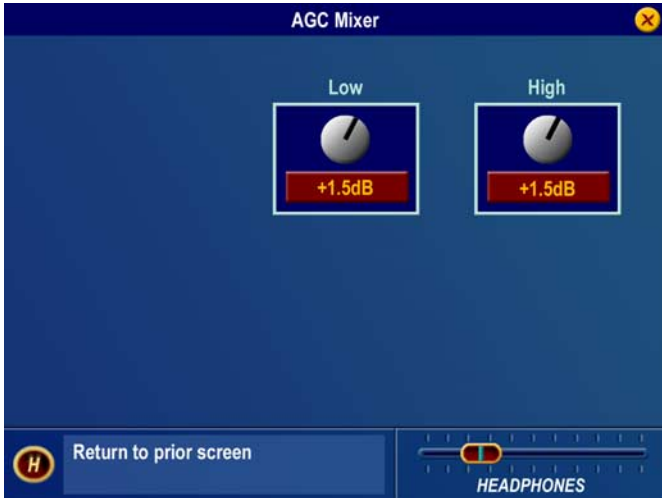 AGC Mixer
Low
High
+1.5dB
+1.5dB
H
Return to prior screen
HEADPHONES